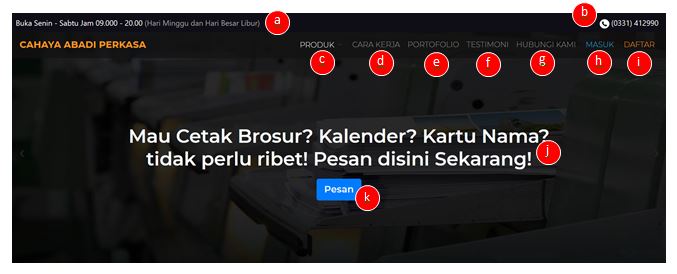 Buka Senin - Sabtu Jam 09.000 - 20.00 (Hari Minggu dan Hari Besar Libur) a b (0331) 412990
CAHAYA ABADI PERKASA PRODUK CARA KERJA PORTOFOLIO TESTIMONI HUBUNGI KAMI MASUK DAFTAR
c d e f g h i
Mau Cetak Brosur? Kalender? Kartu Nama?
tidak perlu ribet! Pesan disini Sekarang! j
Pesan k